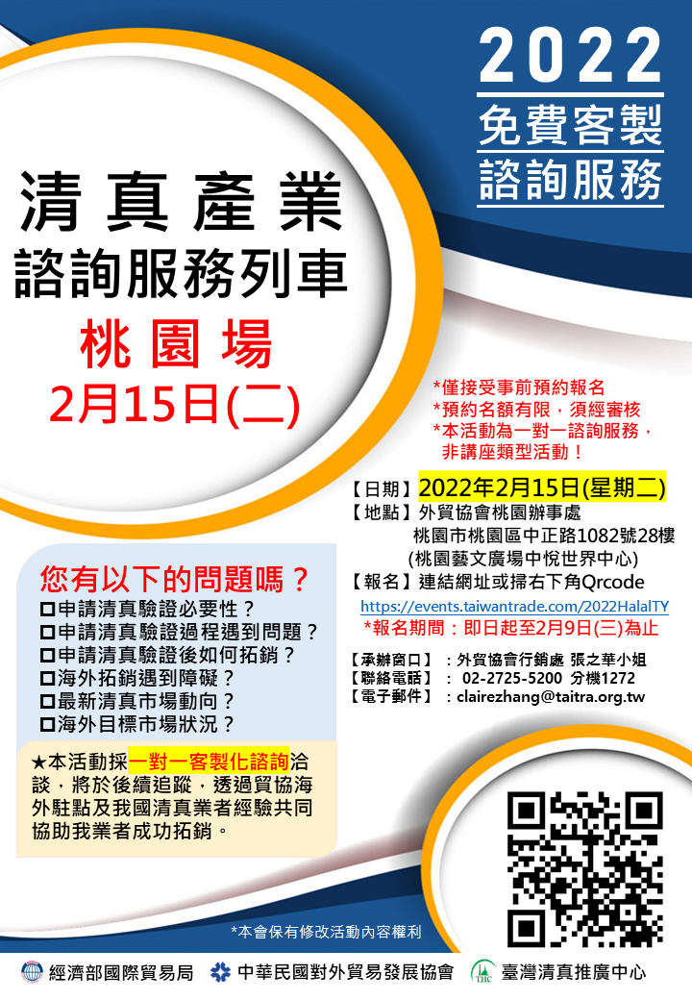 2022
免費客製
諮詢服務
清真產業
諮詢服務列車
桃園場
2月15日(二)
*僅接受事前預約報名
*預約名額有限，須經審核
*本活動為一對一諮詢服務，
非講座類型活動！
【日期】2022年2月15日(星期二)
【地點】外貿協會桃園辦事處
桃園市桃園區中正路1082號28樓
(桃園藝文廣場中悅世界中心)
【報名】連結網址或掃右下角Qrcode
https://events.taiwantrade.com/2022HalalTY
*報名期間：即日起至2月9日(三)為止
【承辦窗口】：外貿協會行銷處 張之華小姐
【聯絡電話】： 02-2725-5200 分機1272
【電子郵件】：clairezhang@taitra.org.tw
您有以下的問題嗎？
□申請清真驗證必要性？
□申請清真驗證過程遇到問題？
□申請清真驗證後如何拓銷？
□海外拓銷遇到障礙？
□最新清真市場動向？
□海外目標市場狀況？
★本活動採一對一客製化諮詢洽
談，將於後續追蹤，透過貿協海
外駐點及我國清真業者經驗共同
協助我業者成功拓銷。
*本會保有修改活動內容權利
經濟部國際貿易局 中華民國對外貿易發展協會 THC 臺灣清真推廣中心